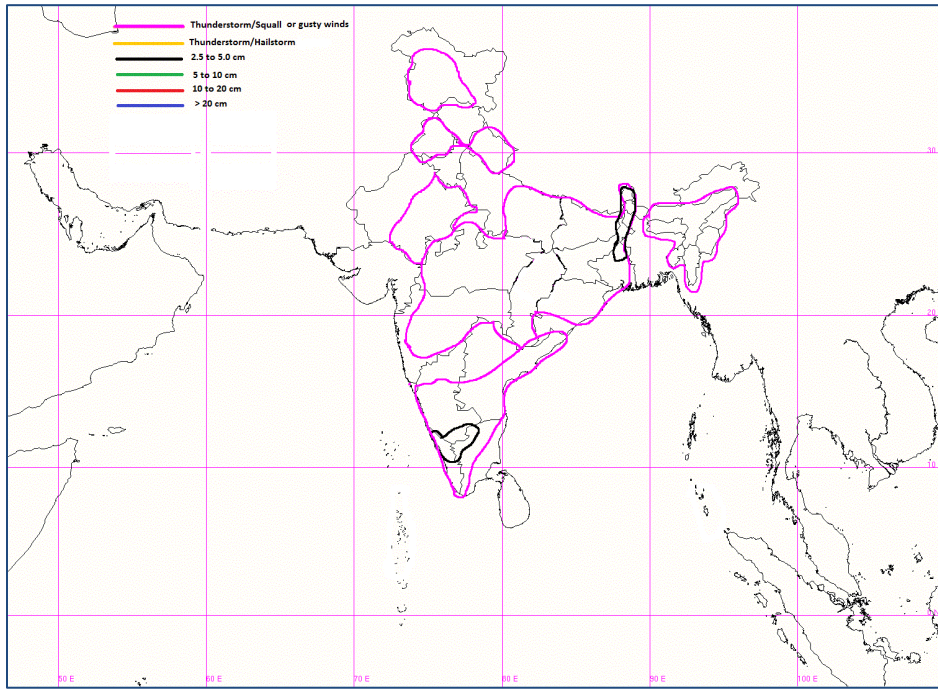 Thunderstorm/Squall or gusty winds
Thunderstorm/Hailstorm
2.5 to 5.0 cm
5 to 10 cm
10 to 20 cm
> 20 cm
30
20
10
50 E
60 E
70 E
80 E
90 E
100 E